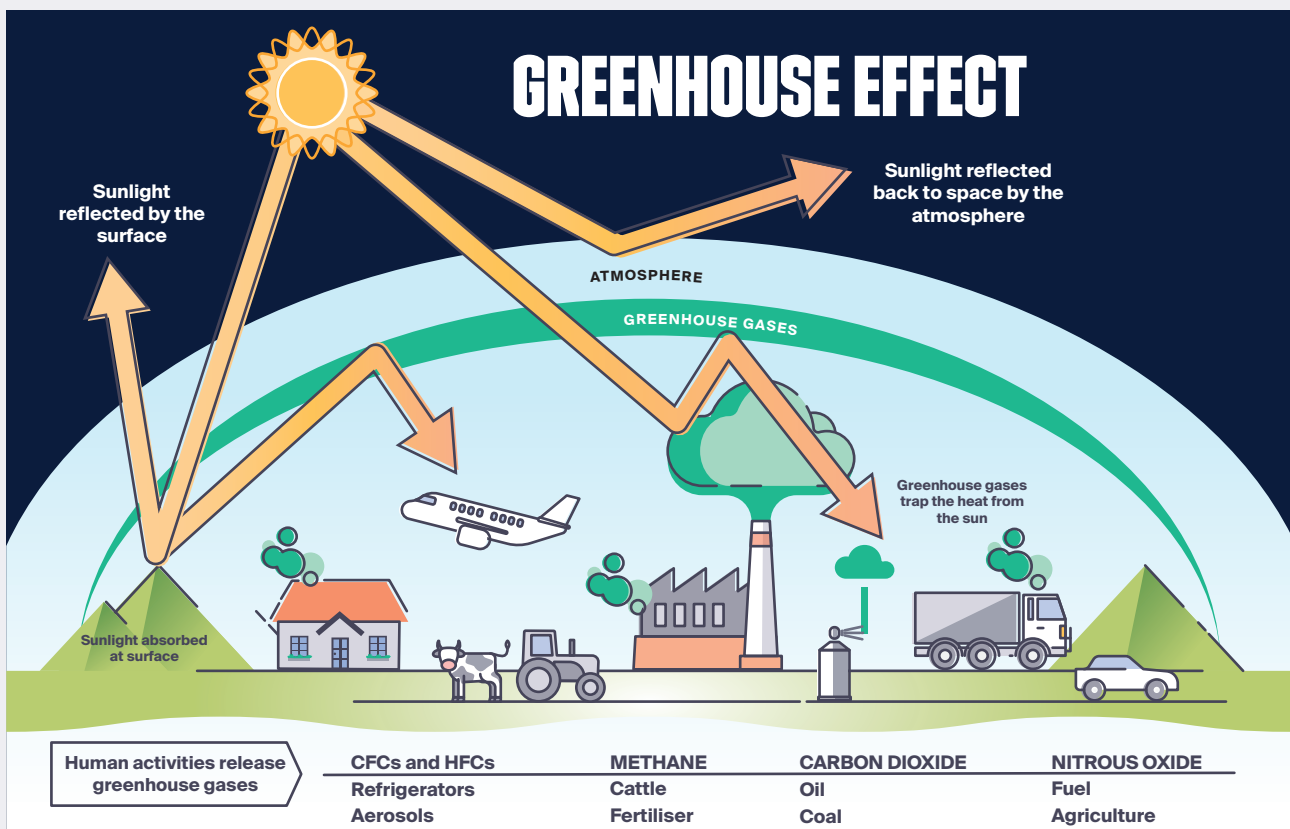 GREENHOUSE EFFECT
Sunlight
reflected by the
surface
Sunlight reflected
back to space by the
atmosphere
ATMOSPHERE
GREENHOUSE GASES
Greenhouse gases
trap the heat from
the sun
Sunlight absorbed
at surface
Human activities release
greenhouse gases
CFCs and HFCs
Refrigerators
Aerosols
METHANE
Cattle
Fertiliser
CARBON DIOXIDE
Oil
Coal
NITROUS OXIDE
Fuel
Agriculture